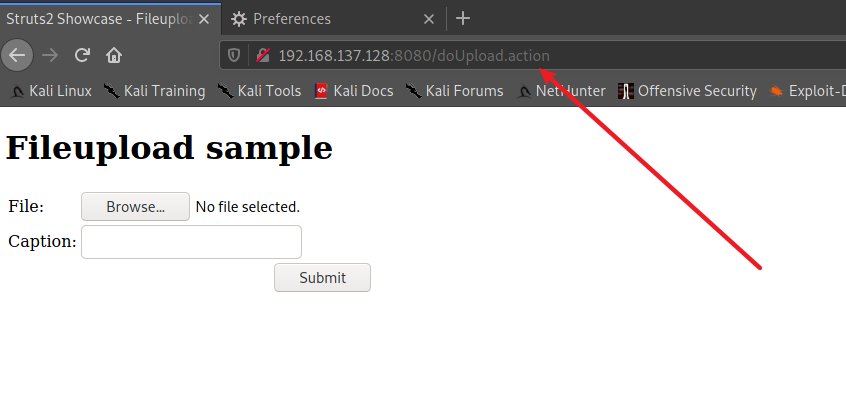 Struts2 Showcase - Fileuploa
Preferences
192.168.137.128:8080/doUpload.action
Kali Linux Kali Training Kali Tools Kali Docs Kali Forums NetHunter Offensive Security Exploit-D
Fileupload sample
File: Browse... No file selected.
Caption:
Submit